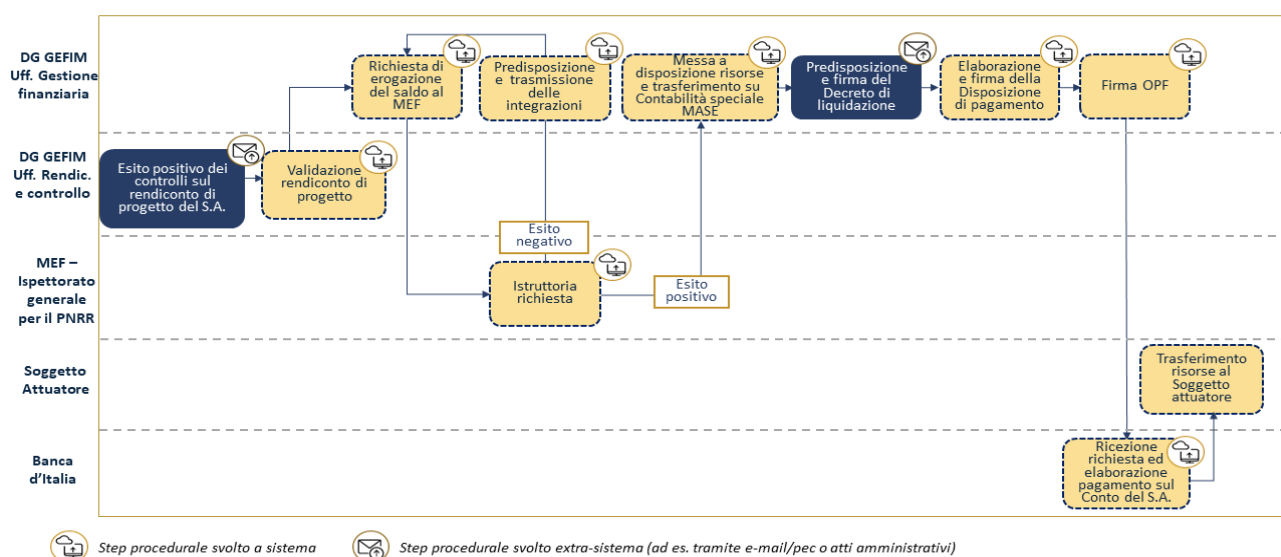 DG GEFIM
Uff. Gestione
finanziaria
Richiesta di
erogazione
del saldo al
MEF
Predisposizione
e trasmissione
delle
integrazioni
Messa a
disposizione risorse
e trasferimento su
Contabilità speciale
MASE
Predisposizione
e firma del
Decreto di
liquidazione
Elaborazione e
firma della
Disposizione
di pagamento
Firma OPF
DG GEFIM
Uff. Rendic.
e controllo
Esito positivo dei
controlli sul
rendiconto di
progetto del S.A.
Validazione
rendiconto di
progetto
Esito
negativo
MEF –
Ispettorato
generale
per il PNRR
Istruttoria
richiesta
Esito
positivo
Soggetto
Attuatore
Trasferimento
risorse al
Soggetto
attuatore
Banca
d’Italia
Ricezione
richiesta ed
elaborazione
pagamento sul
Conto del S.A.
Step procedurale svolto a sistema
Step procedurale svolto extra-sistema (ad es. tramite e-mail/pec o atti amministrativi)